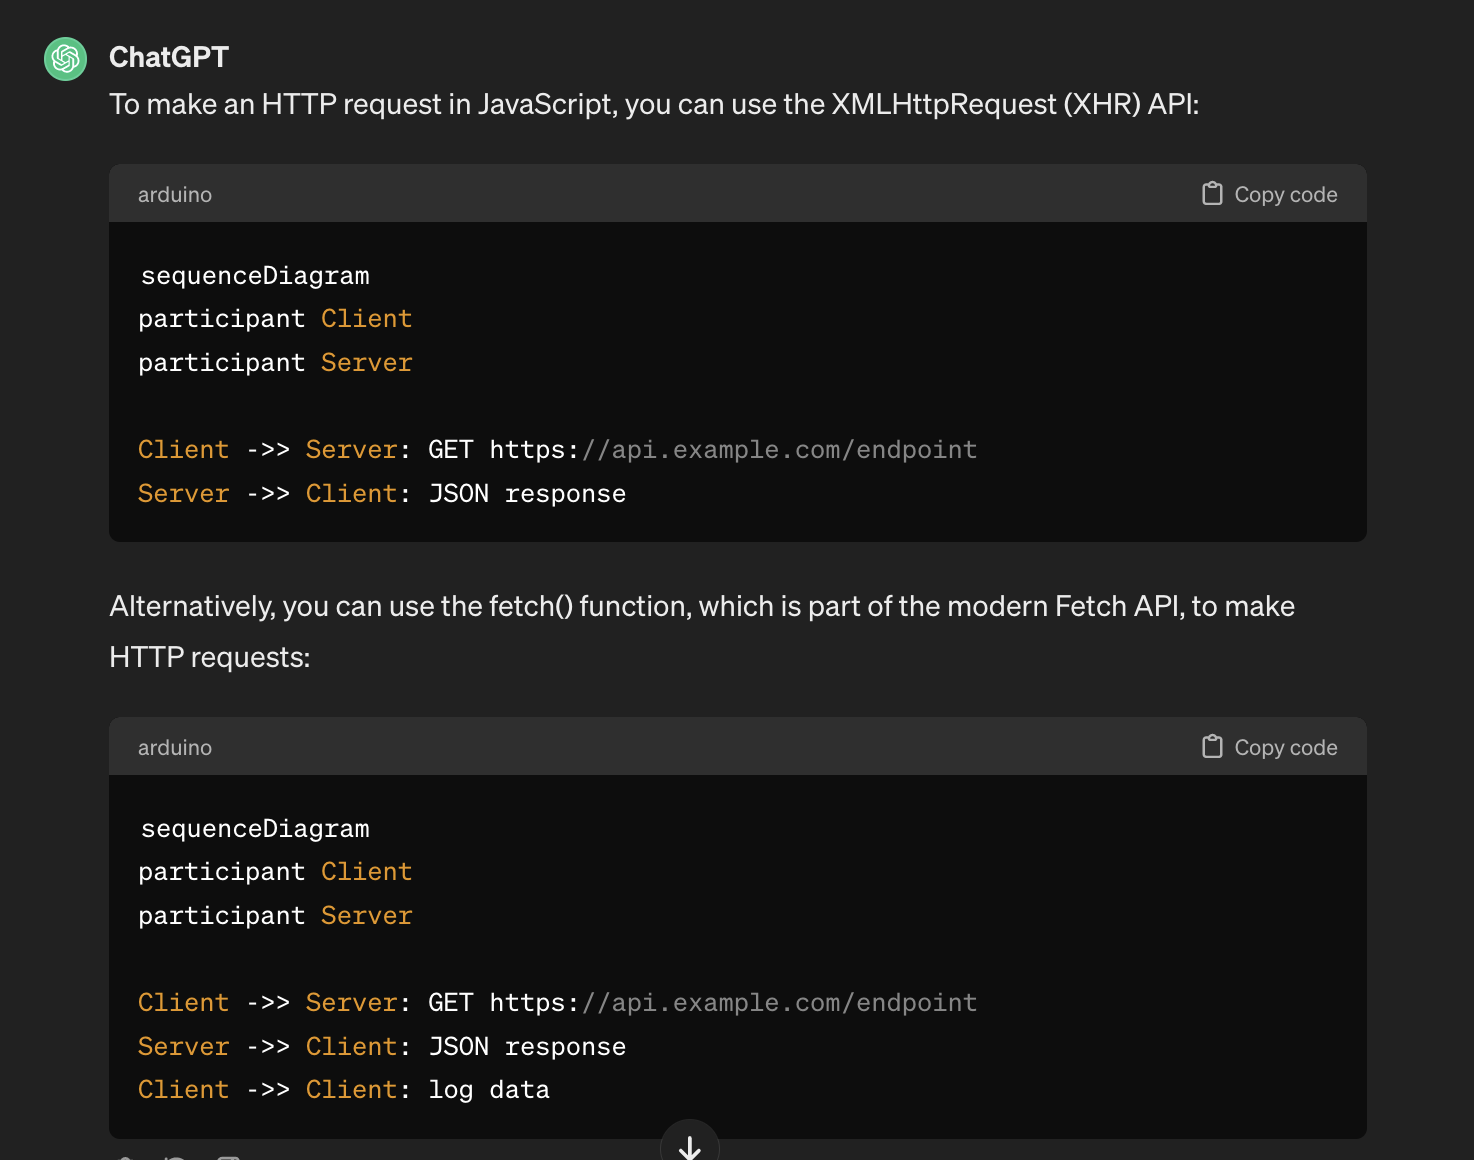 ChatGPT
To make an HTTP request in JavaScript, you can use the XMLHttpRequest (XHR) API:
arduino
Copy code
sequenceDiagram
participant Client
participant Server
Client ->> Server: GET https://api.example.com/endpoint
Server ->> Client: JSON response
Alternatively, you can use the fetch() function, which is part of the modern Fetch API, to make
HTTP requests:
arduino
Copy code
sequenceDiagram
participant Client
participant Server
Client ->> Server: GET https://api.example.com/endpoint
Server ->> Client: JSON response
Client ->> Client: log data